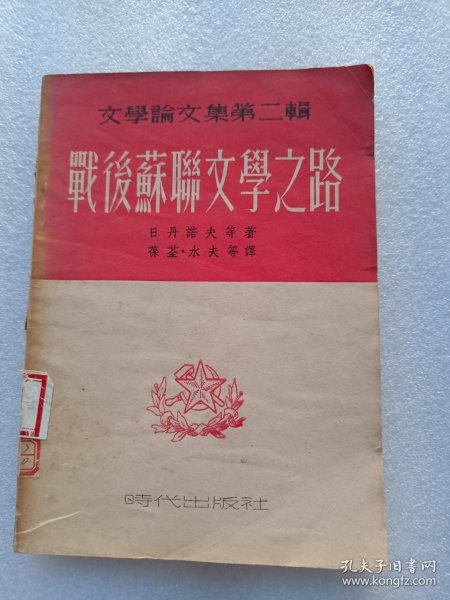 文學論文集第二輯
戰後蘇聯文學之路
日丹諾夫等著
葆荃·水夫等譯
時代出版社
孔夫子旧书网
www.kongfz.com